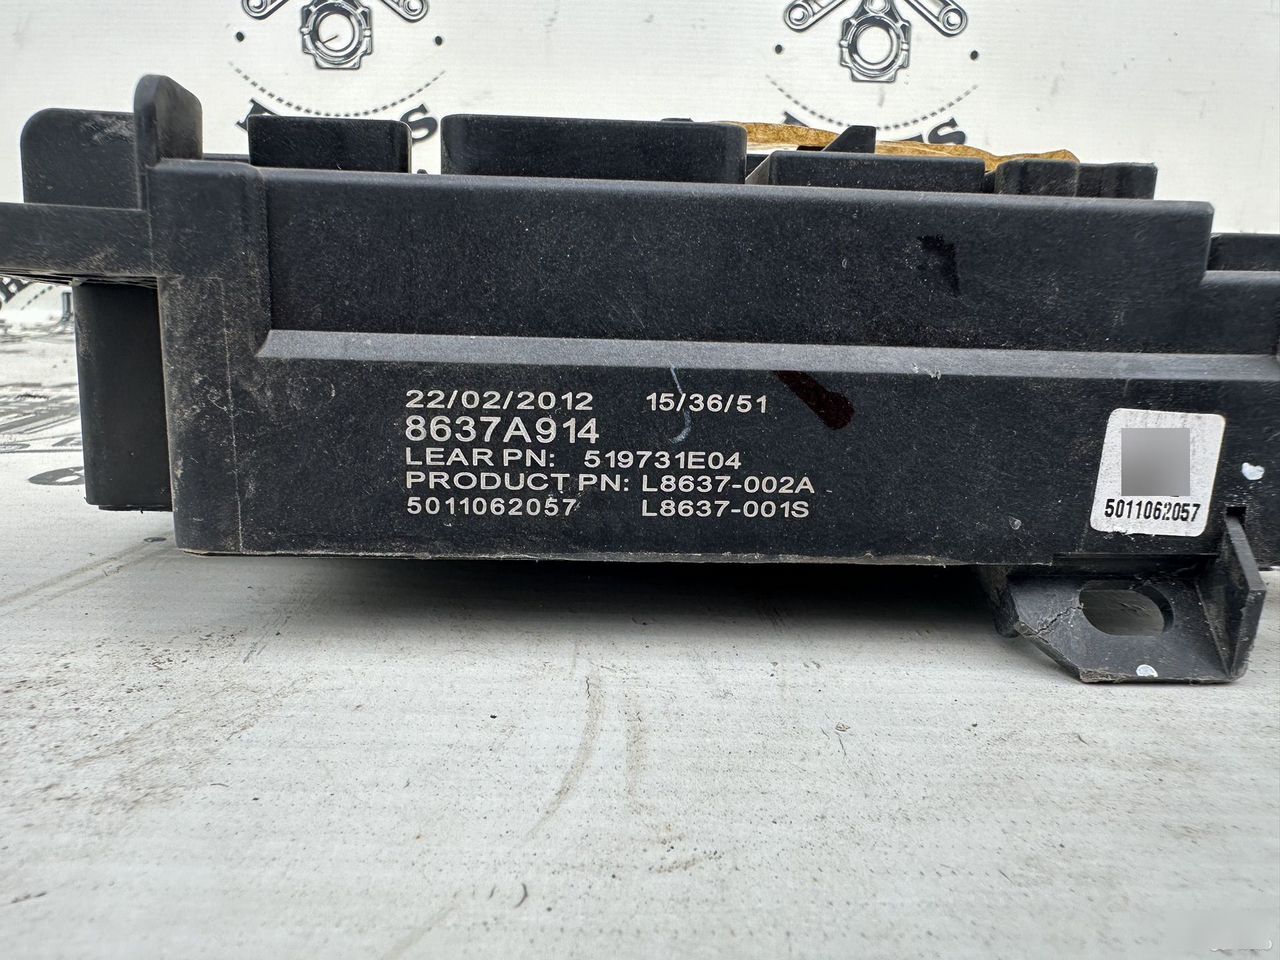 22/02/2012 15/36/51
8637A914
LEAR PN: 519731E04
PRODUCT PN: L8637-002A
5011062057 L8637-001S
5011062057